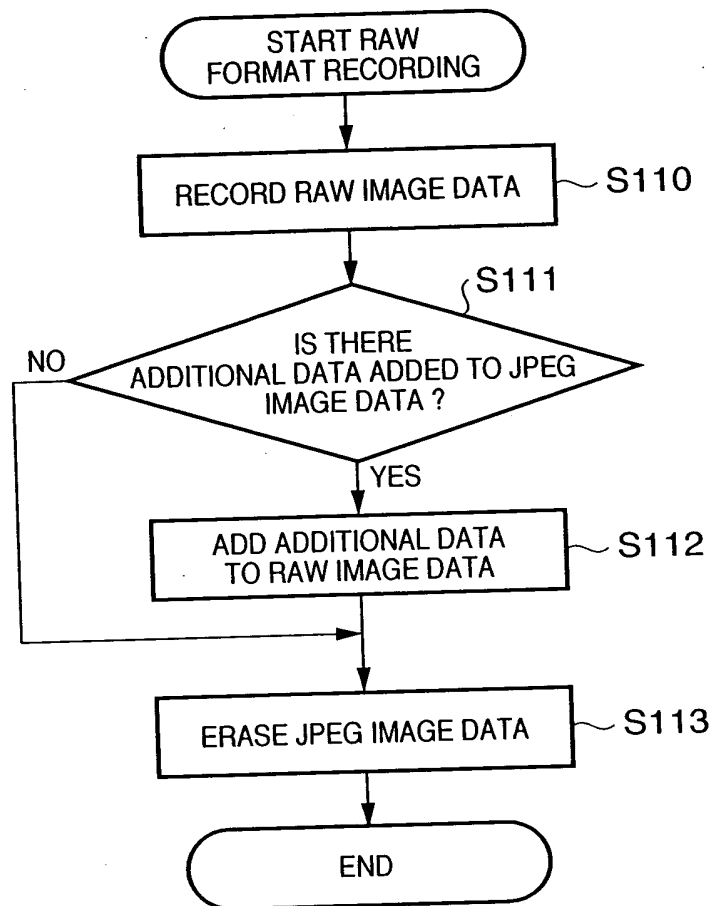 START RAW
FORMAT RECORDING
RECORD RAW IMAGE DATA
S110
S111
IS THERE
ADDITIONAL DATA ADDED TO JPEG
IMAGE DATA ?
NO
YES
ADD ADDITIONAL DATA
TO RAW IMAGE DATA
S112
ERASE JPEG IMAGE DATA
S113
END